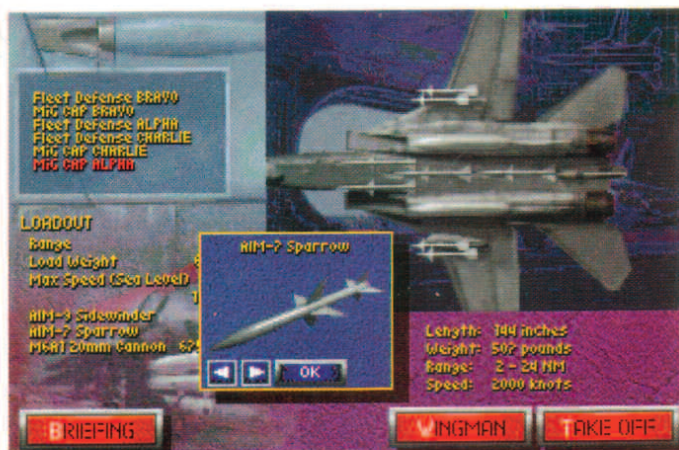 Fleet Defense BRAVO
MiG CAP BRAVO
Fleet Defense ALPHA
Fleet Defense CHARLIE
MiG CAP CHARLIE
MiG CAP ALPHA
LOADOUT
Range
Load Weight
Max Speed (Sea Level)
AIM-9 Sidewinder
AIM-7 Sparrow
M61A1 20mm Cannon 675
AIM-7 Sparrow
OK
Length: 144 inches
Weight: 507 pounds
Range: 2 - 24 NM
Speed: 2000 knots
BRIEFING
WINGMAN
TAKE OFF